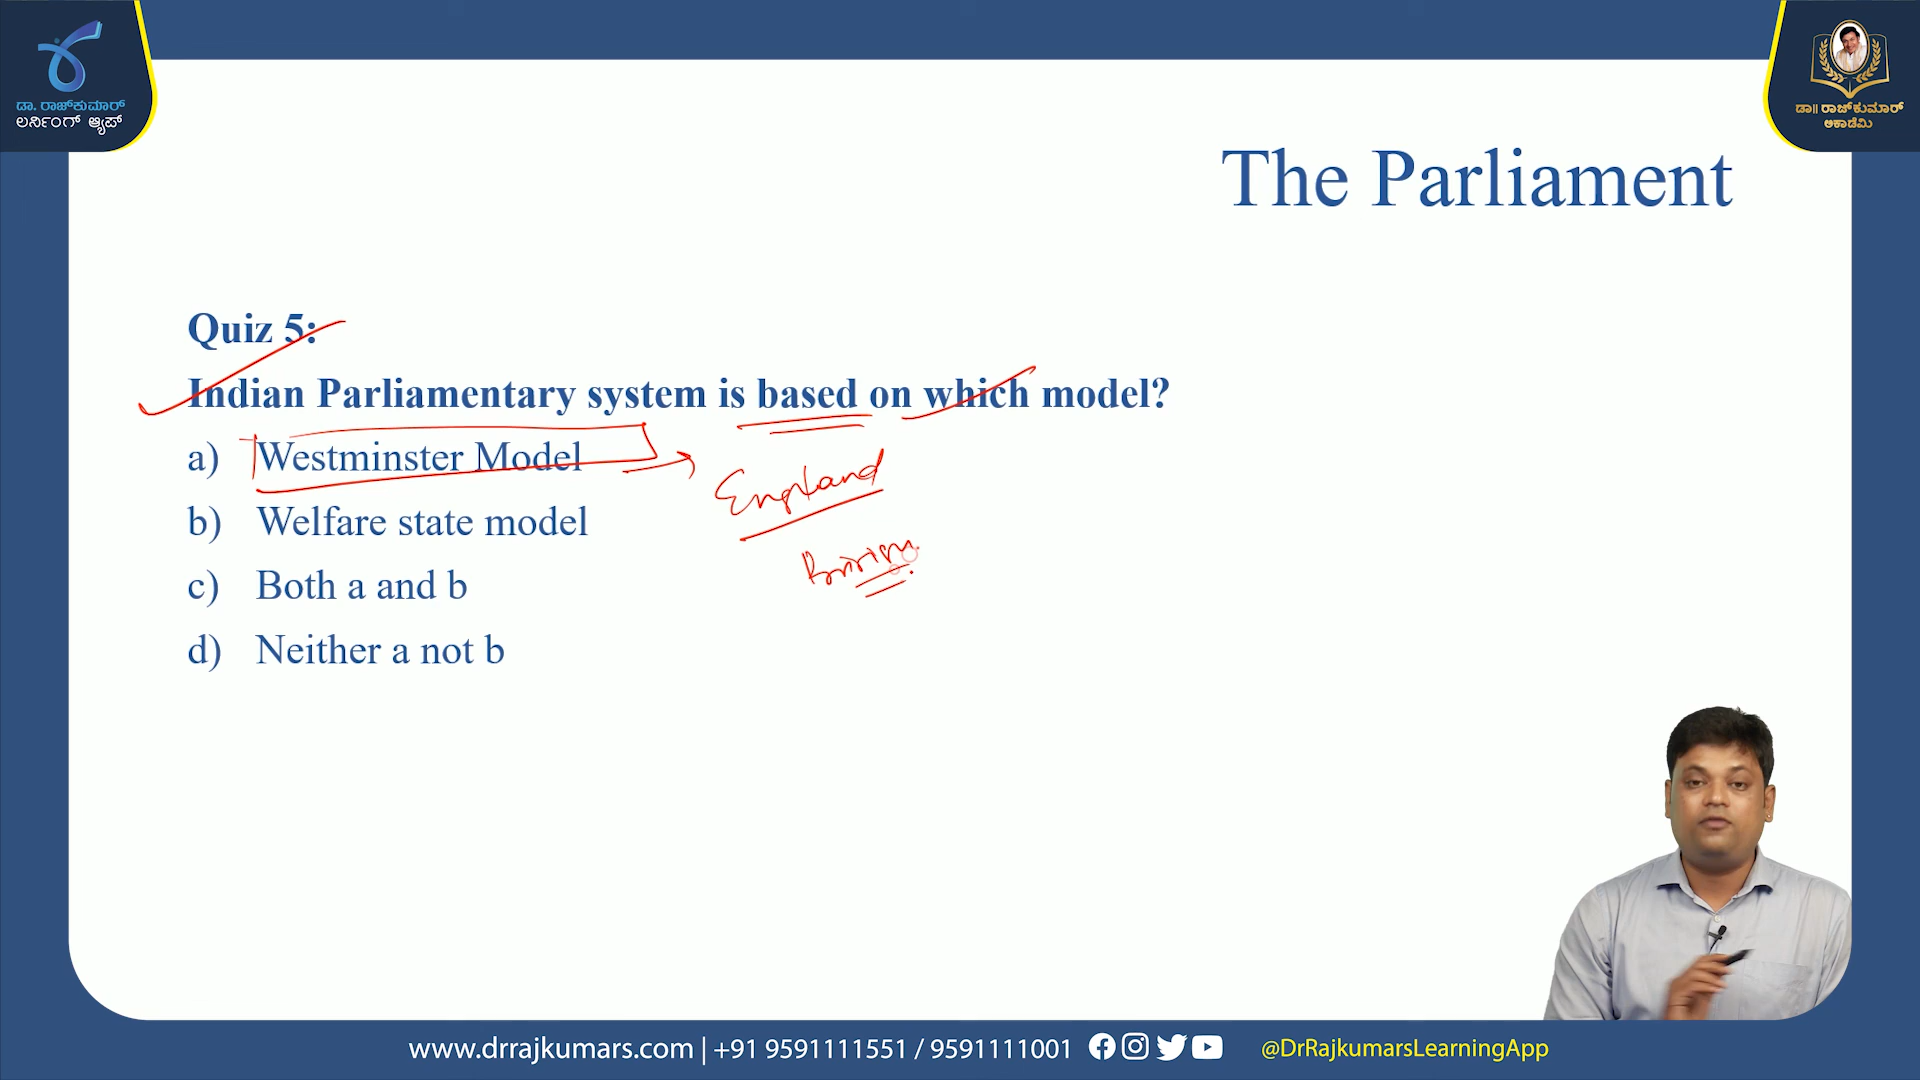 ಡಾ. ರಾಜ್‌ಕುಮಾರ್
ಲರ್ನಿಂಗ್ ಆ್ಯಪ್
ಡಾ|| ರಾಜ್‌ಕುಮಾರ್
ಅಕಾಡೆಮಿ
The Parliament
Quiz 5:
Indian Parliamentary system is based on which model?
a) Westminster Model
England
b) Welfare state model
British
c) Both a and b
d) Neither a not b
www.drrajkumars.com | +91 9591111551 / 9591111001
@DrRajkumarsLearningApp